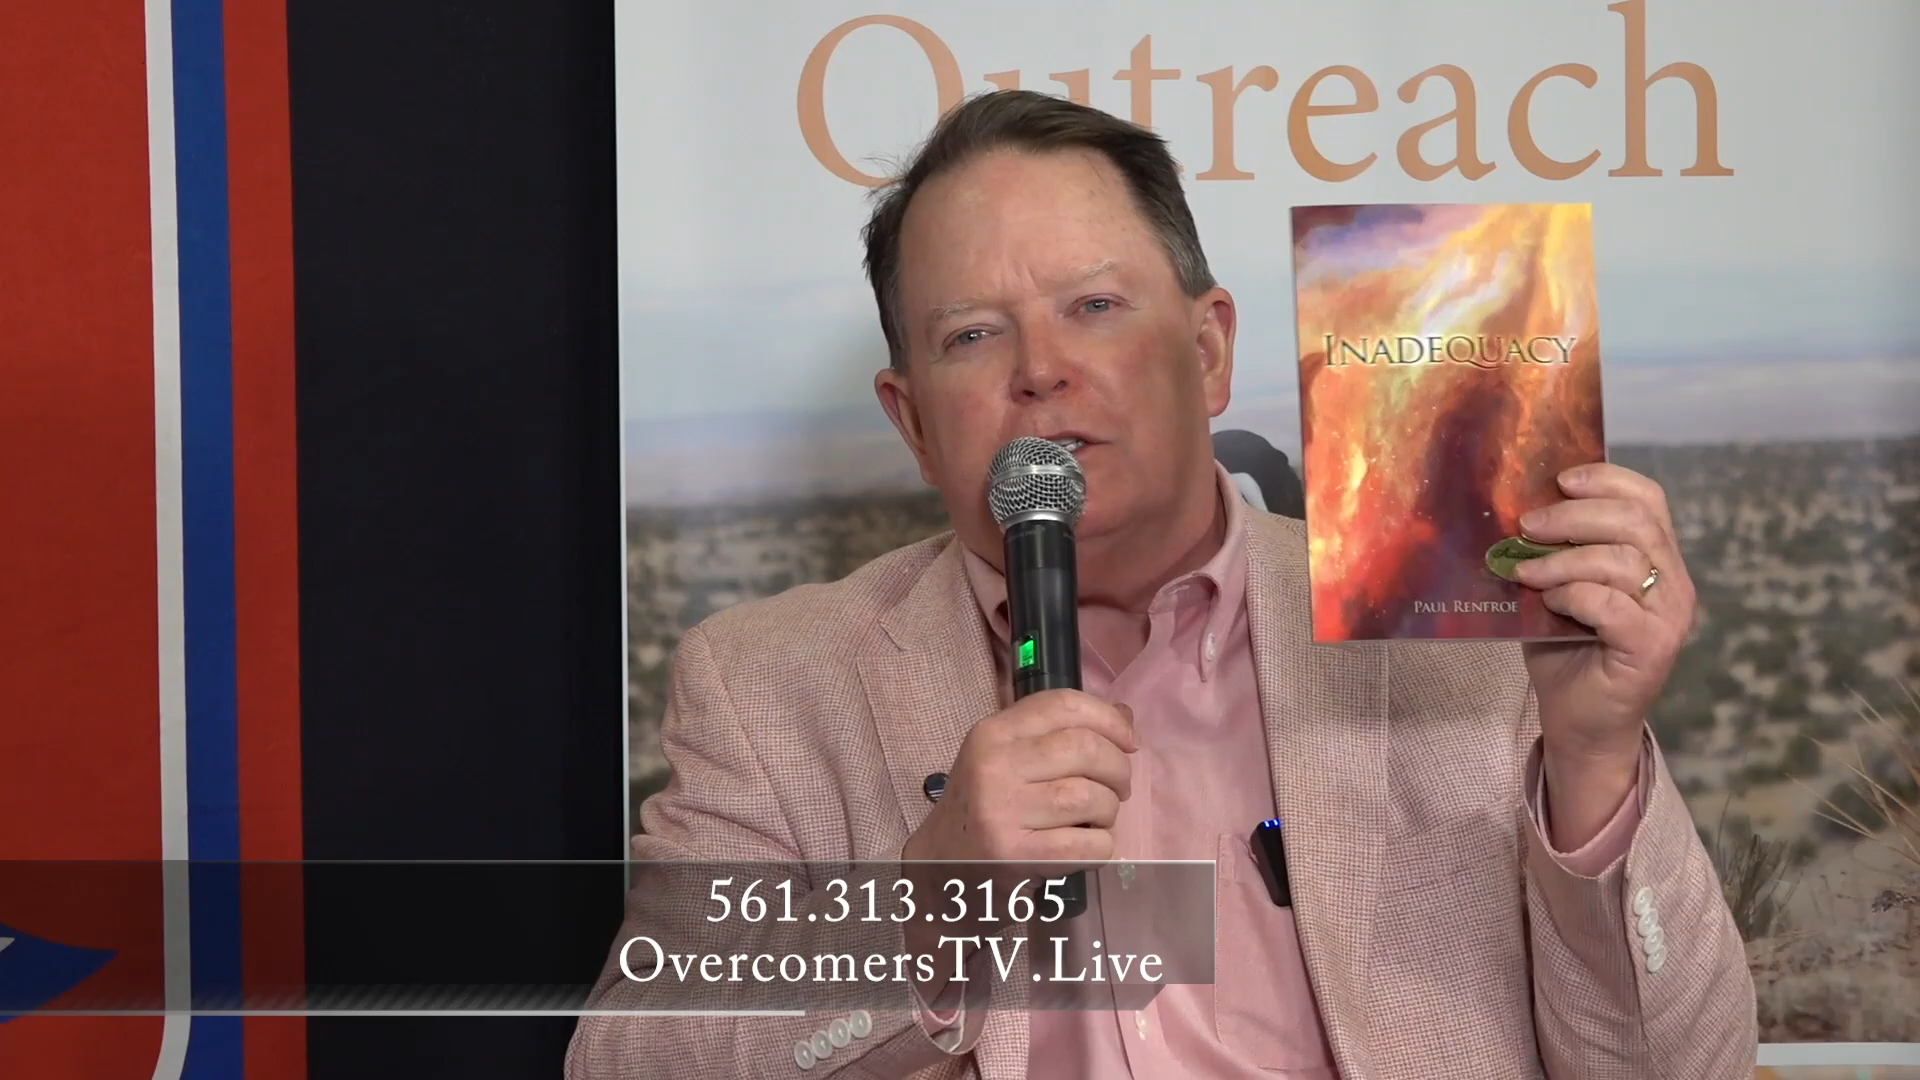 Outreach
INADEQUACY
PAUL RENFROE
561.313.3165
OvercomersTV.Live